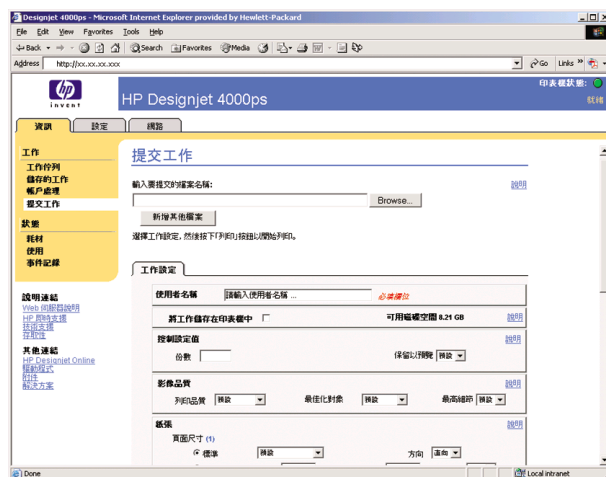 Designjet 4000ps - Microsoft Internet Explorer provided by Hewlett-Packard
File Edit View Favorites Tools Help
Back Search Favorites Media
Address http://xx.xx.xx.xxx Go Links »
hp
invent
HP Designjet 4000ps
印表機狀態:
就緒
資訊 設定 網路
工作
工作佇列
儲存的工作
帳戶處理
提交工作
狀態
耗材
使用
事件記錄
說明連結
Web 伺服器說明
HP 即時支援
技術支援
存取性
其他連結
HP Designjet Online
驅動程式
附件
解決方案
提交工作
輸入要提交的檔案名稱: 說明
Browse...
新增其他檔案
選擇工作設定, 然後按下「列印」按鈕以開始列印。
工作設定
使用者名稱 請輸入使用者名稱 ... 必填欄位
將工作儲存在印表機中 可用磁碟空間 8.21 GB 說明
控制設定值 說明
份數 保留以預覽 預設
影像品質 說明
列印品質 預設 最佳化對象 預設 最高細節 預設
紙張 說明
頁面尺寸 (1)
標準 預設 方向 直向
Done Local intranet